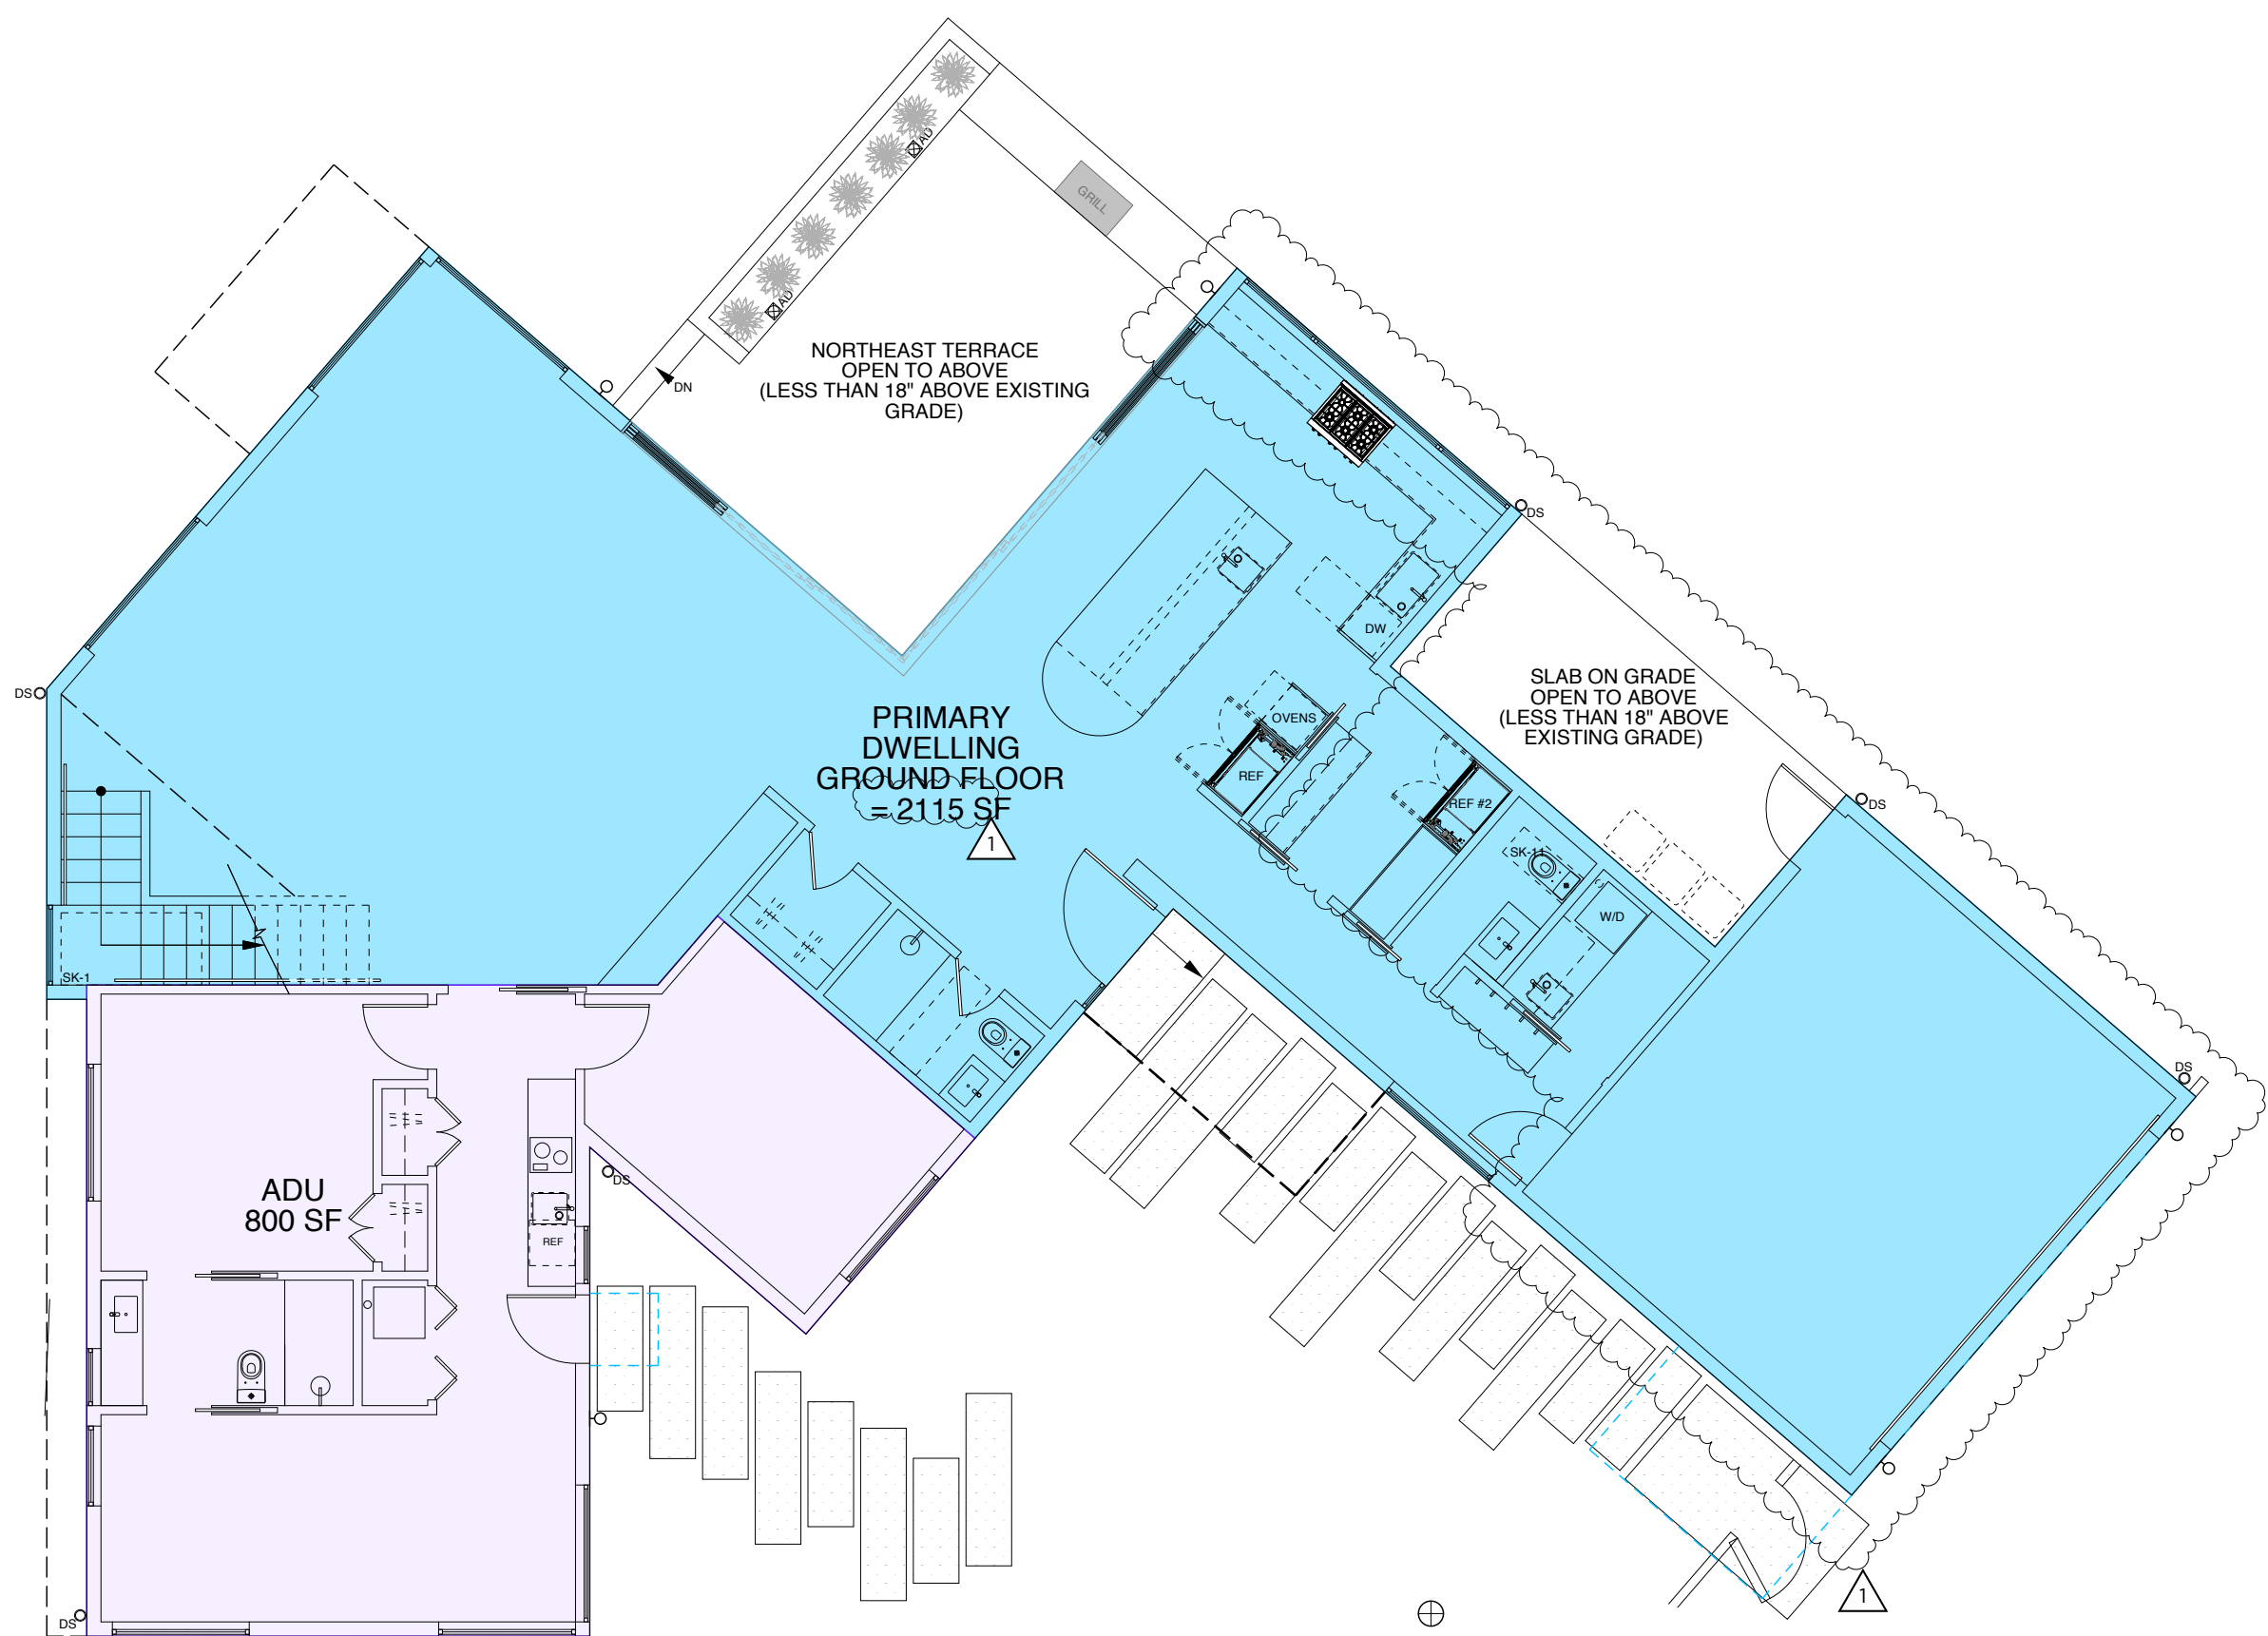 AD
GRILL
AD
NORTHEAST TERRACE
OPEN TO ABOVE
(LESS THAN 18" ABOVE EXISTING
GRADE)
DN
DS
DW
SLAB ON GRADE
OPEN TO ABOVE
(LESS THAN 18" ABOVE
EXISTING GRADE)
DS
PRIMARY
DWELLING
GROUND FLOOR
= 2115 SF
1
OVENS
REF
REF #2
DS
SK-11
W/D
SK-1
DS
ADU
800 SF
DS
REF
DS
1